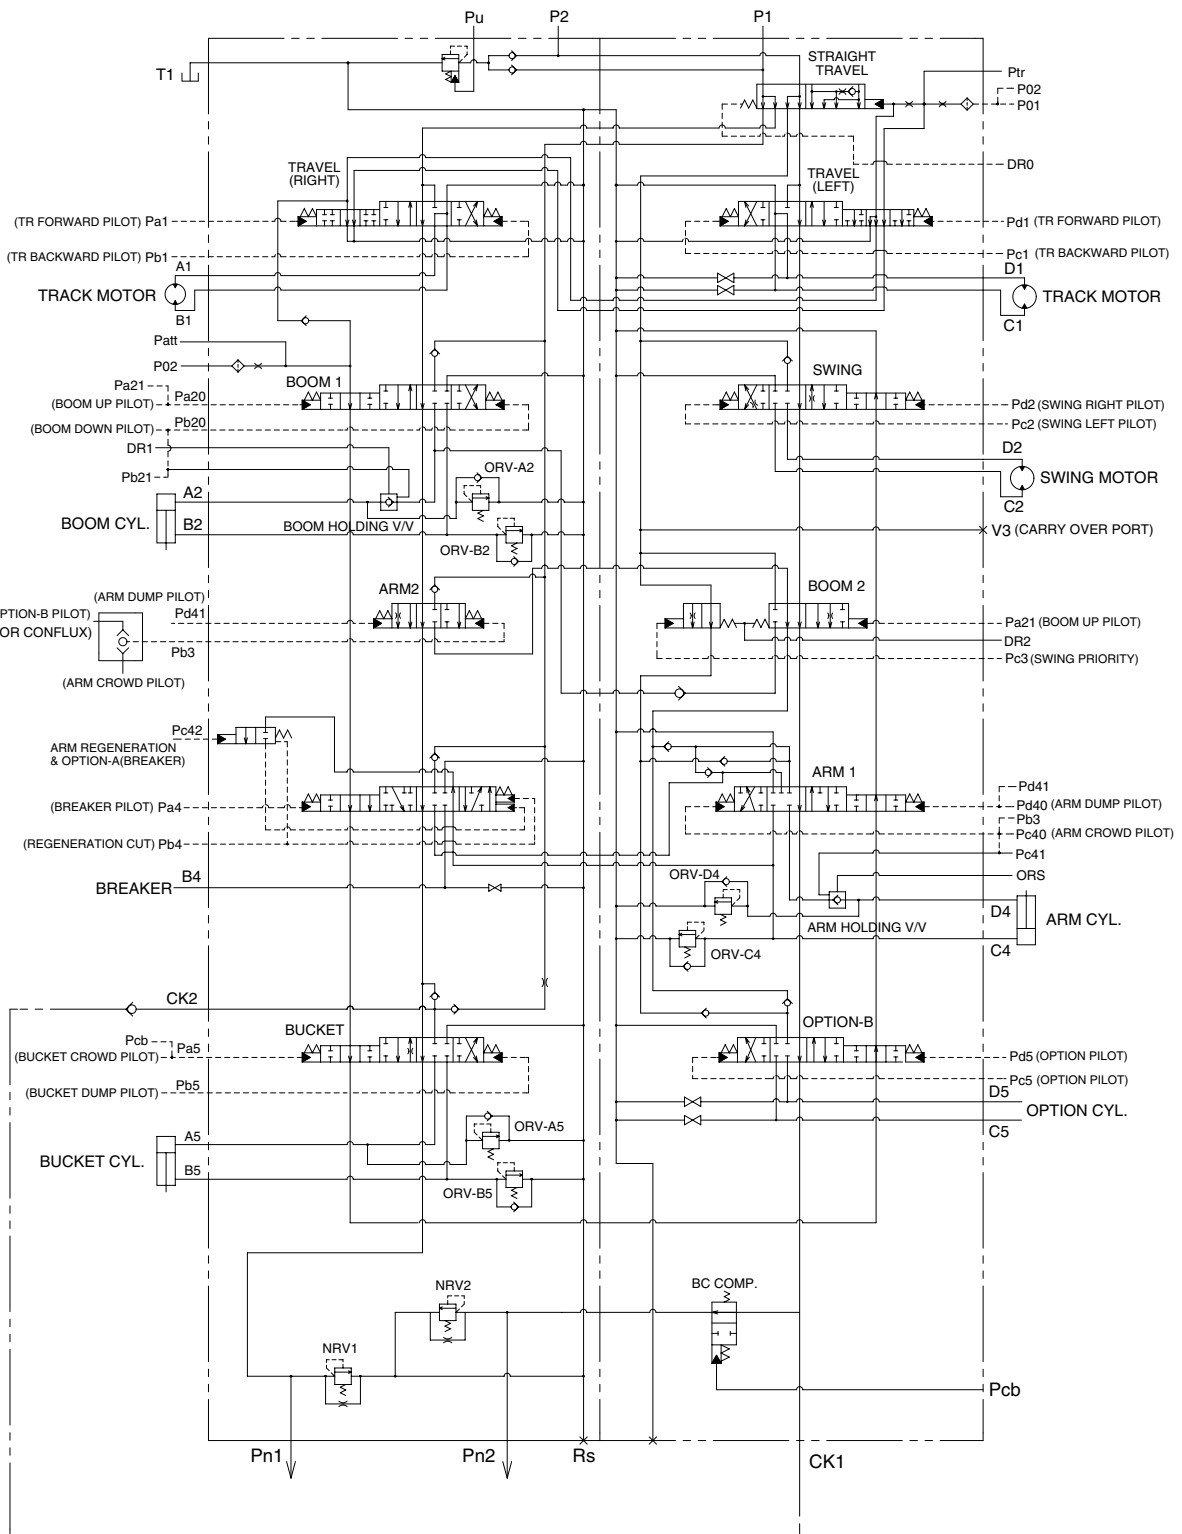 Pu
P2
P1
T1
STRAIGHT
TRAVEL
Ptr
P02
P01
DR0
TRAVEL
(RIGHT)
TRAVEL
(LEFT)
(TR FORWARD PILOT) Pa1
Pd1 (TR FORWARD PILOT)
(TR BACKWARD PILOT) Pb1
Pc1 (TR BACKWARD PILOT)
A1
D1
TRACK MOTOR
TRACK MOTOR
B1
C1
Patt
P02
BOOM 1
SWING
Pa21
(BOOM UP PILOT)
Pa20
Pd2 (SWING RIGHT PILOT)
(BOOM DOWN PILOT)
Pb20
Pc2 (SWING LEFT PILOT)
DR1
Pb21
D2
ORV-A2
SWING MOTOR
A2
BOOM CYL.
B2
BOOM HOLDING V/V
C2
V3 (CARRY OVER PORT)
ORV-B2
(ARM DUMP PILOT)
ARM2
BOOM 2
PTION-B PILOT)
Pd41
Pa21 (BOOM UP PILOT)
OR CONFLUX)
DR2
Pb3
Pc3 (SWING PRIORITY)
(ARM CROWD PILOT)
Pc42
ARM REGENERATION
& OPTION-A(BREAKER)
ARM 1
Pd41
(BREAKER PILOT) Pa4
Pd40 (ARM DUMP PILOT)
Pb3
Pc40 (ARM CROWD PILOT)
(REGENERATION CUT) Pb4
Pc41
BREAKER
B4
ORV-D4
ORS
D4
ARM CYL.
ARM HOLDING V/V
ORV-C4
C4
CK2
BUCKET
OPTION-B
Pcb
(BUCKET CROWD PILOT)
Pa5
Pd5 (OPTION PILOT)
Pc5 (OPTION PILOT)
(BUCKET DUMP PILOT)
Pb5
D5
OPTION CYL.
C5
ORV-A5
A5
BUCKET CYL.
B5
ORV-B5
NRV2
BC COMP.
NRV1
Pcb
Pn1
Pn2
Rs
CK1